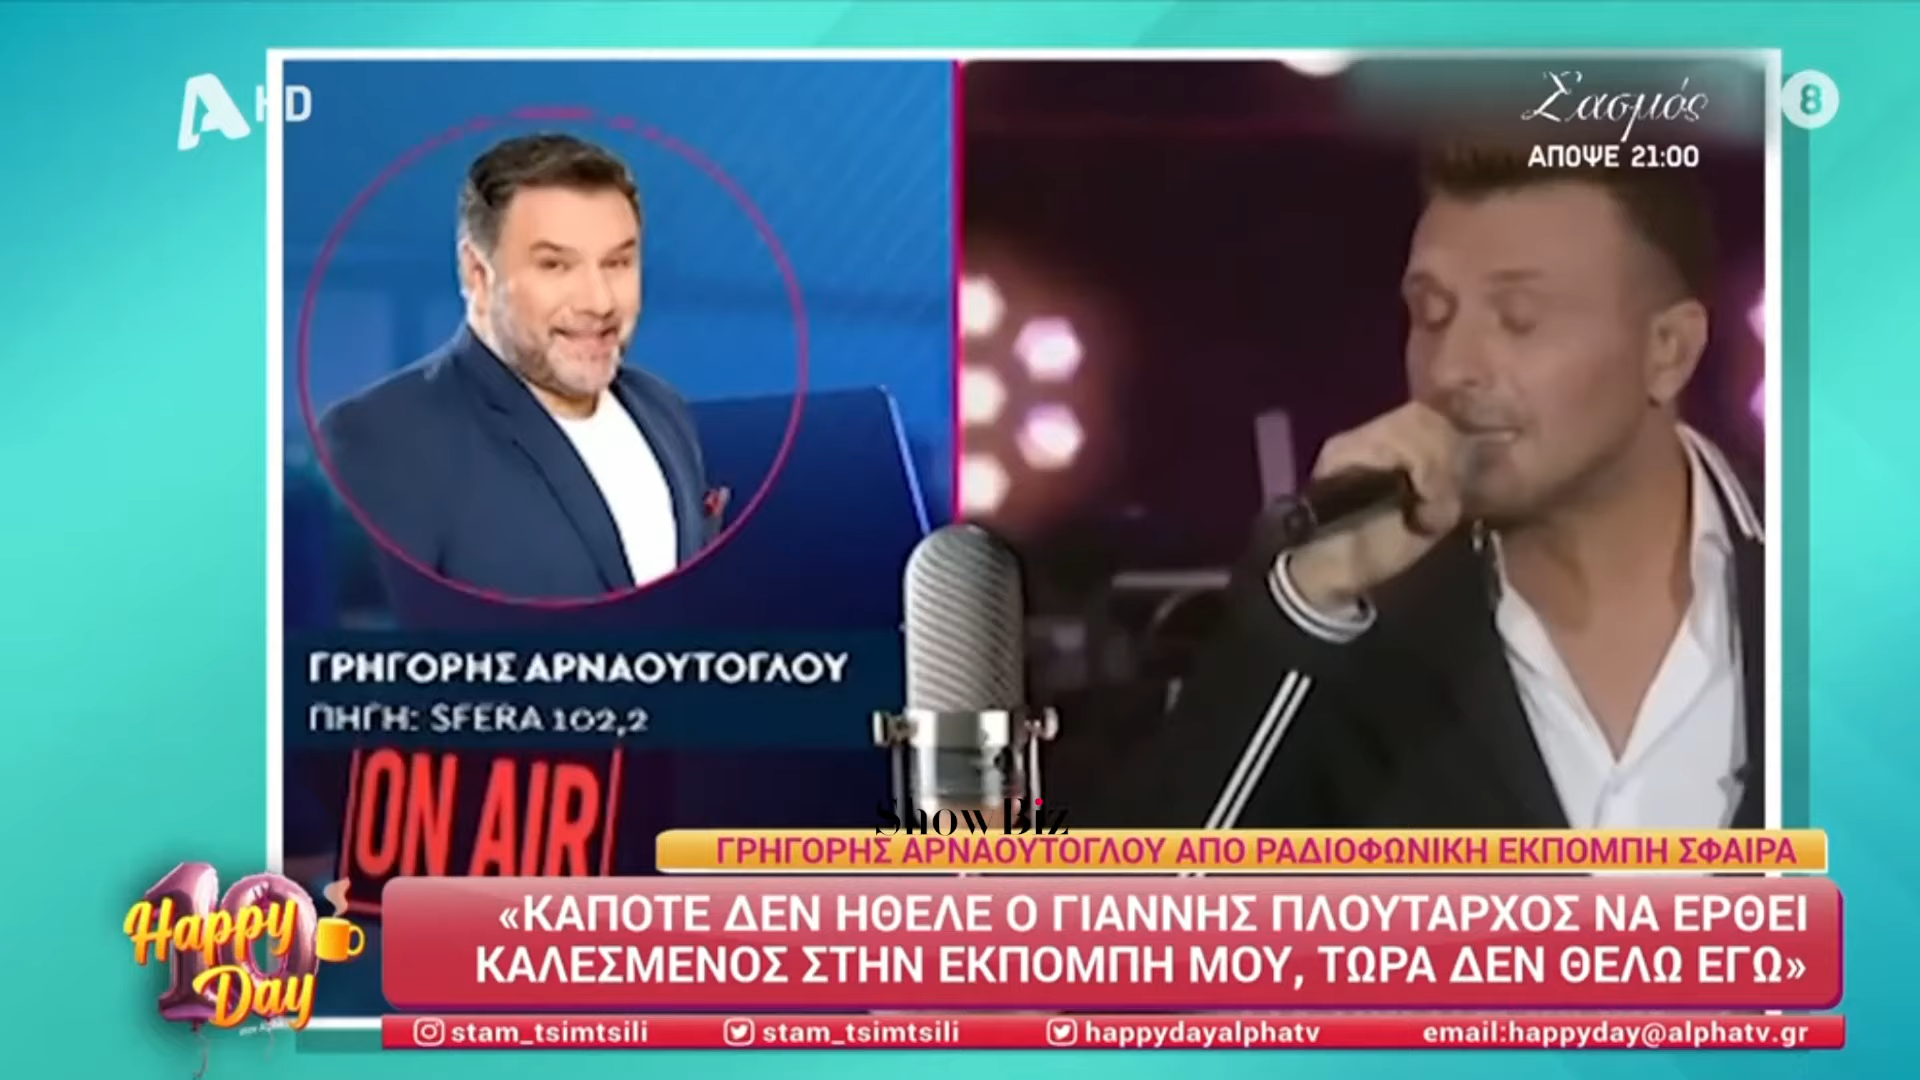 A HD
Σασμός
ΑΠΟΨΕ 21:00
8
ΓΡΗΓΟΡΗΣ ΑΡΝΑΟΥΤΟΓΛΟΥ
ΠΗΓΗ: SFERA 102,2
ON AIR
ShowBiz
ΓΡΗΓΟΡΗΣ ΑΡΝΑΟΥΤΟΓΛΟΥ ΑΠΟ ΡΑΔΙΟΦΩΝΙΚΗ ΕΚΠΟΜΠΗ ΣΦΑΙΡΑ
«ΚΑΠΟΤΕ ΔΕΝ ΗΘΕΛΕ Ο ΓΙΑΝΝΗΣ ΠΛΟΥΤΑΡΧΟΣ ΝΑ ΕΡΘΕΙ
ΚΑΛΕΣΜΕΝΟΣ ΣΤΗΝ ΕΚΠΟΜΠΗ ΜΟΥ, ΤΩΡΑ ΔΕΝ ΘΕΛΩ ΕΓΩ»
10
Happy
Day
stam_tsimtsili stam_tsimtsili happydayalphatv email:happyday@alphatv.gr